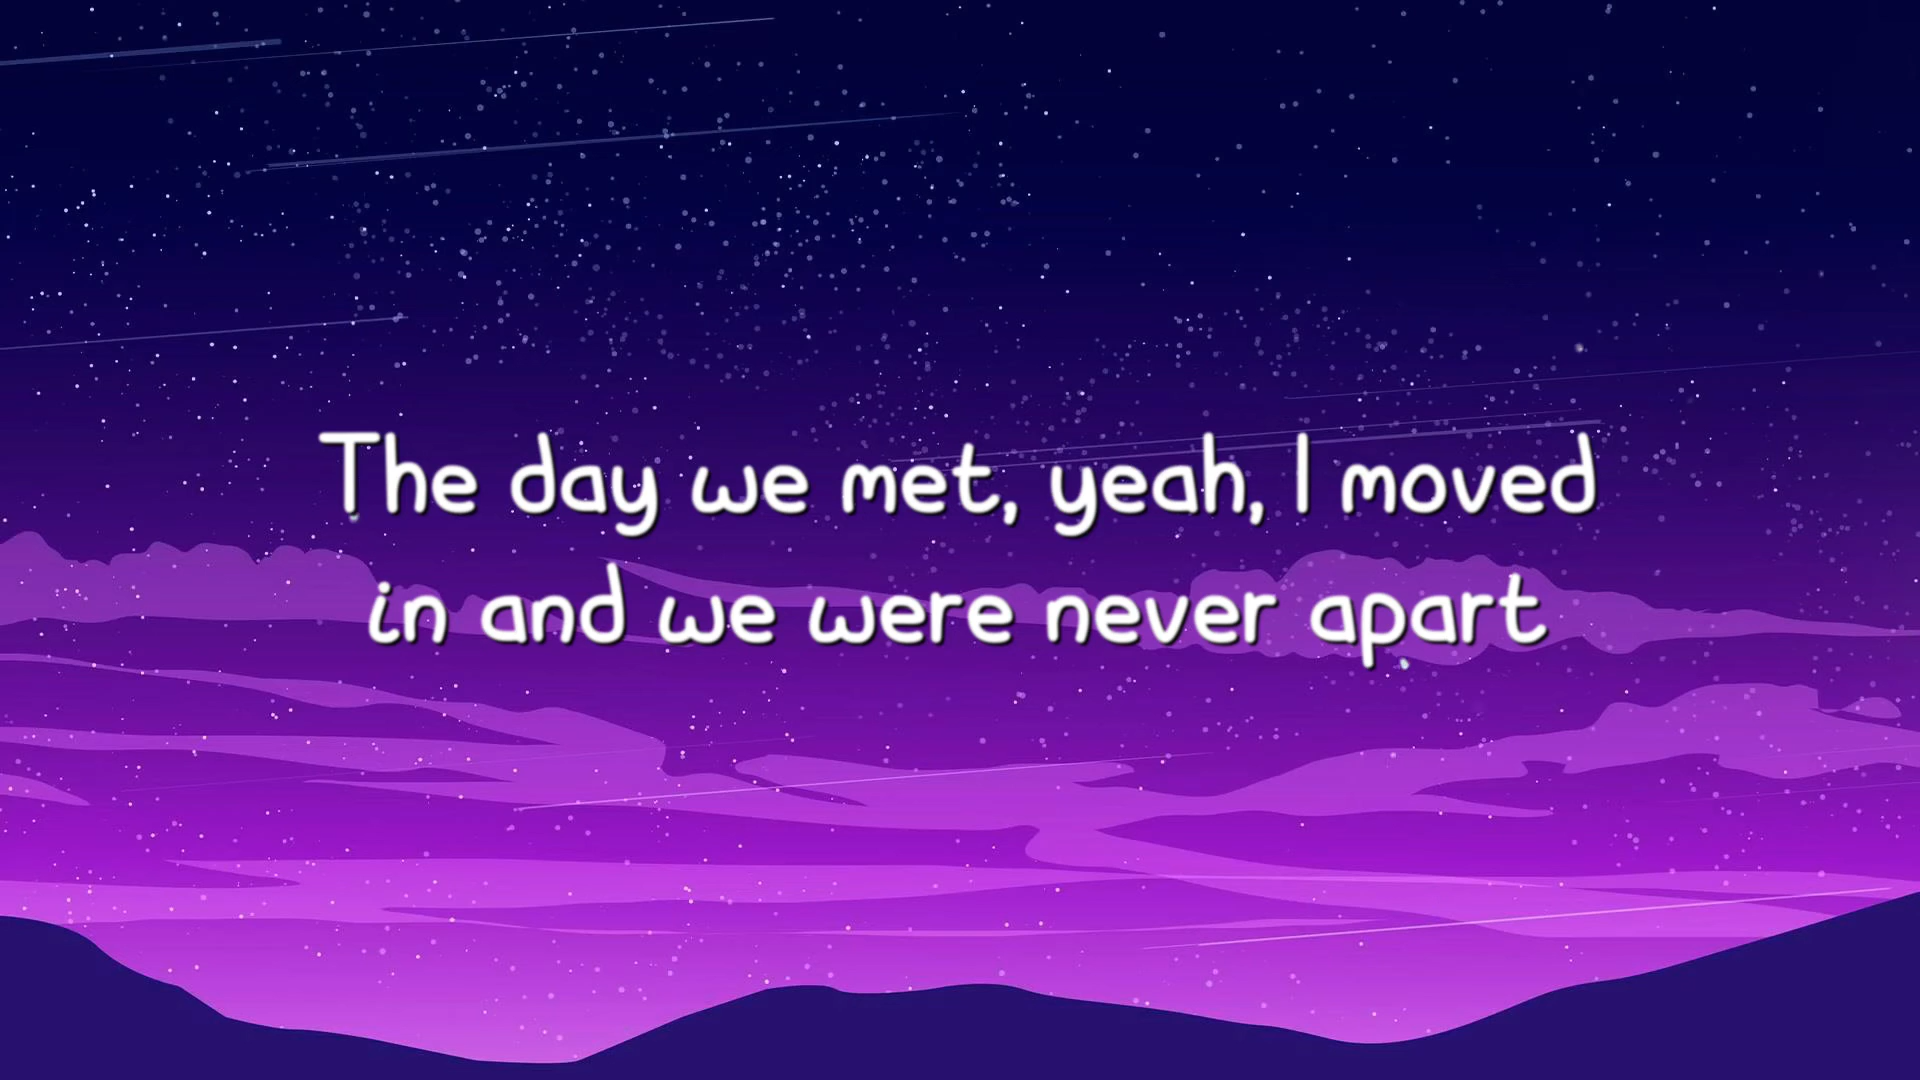 The day we met, yeah, I moved
in and we were never apart